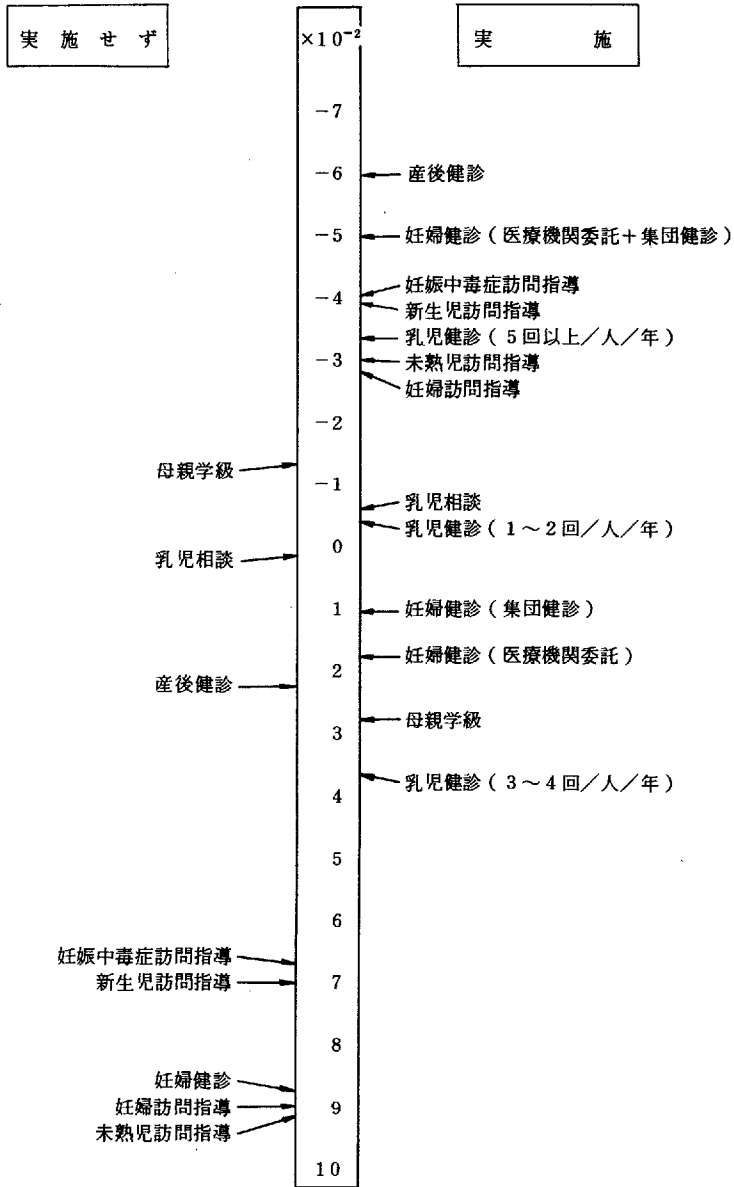 実施せず
×10⁻²
実施
－7
－6
産後健診
－5
妊婦健診（医療機関委託＋集団健診）
妊娠中毒症訪問指導
－4
新生児訪問指導
乳児健診（5回以上／人／年）
－3
未熟児訪問指導
妊婦訪問指導
－2
母親学級
－1
乳児相談
乳児健診（1～2回／人／年）
0
乳児相談
1
妊婦健診（集団健診）
妊婦健診（医療機関委託）
2
産後健診
母親学級
3
乳児健診（3～4回／人／年）
4
5
6
妊娠中毒症訪問指導
新生児訪問指導
7
8
妊婦健診
妊婦訪問指導
9
未熟児訪問指導
10